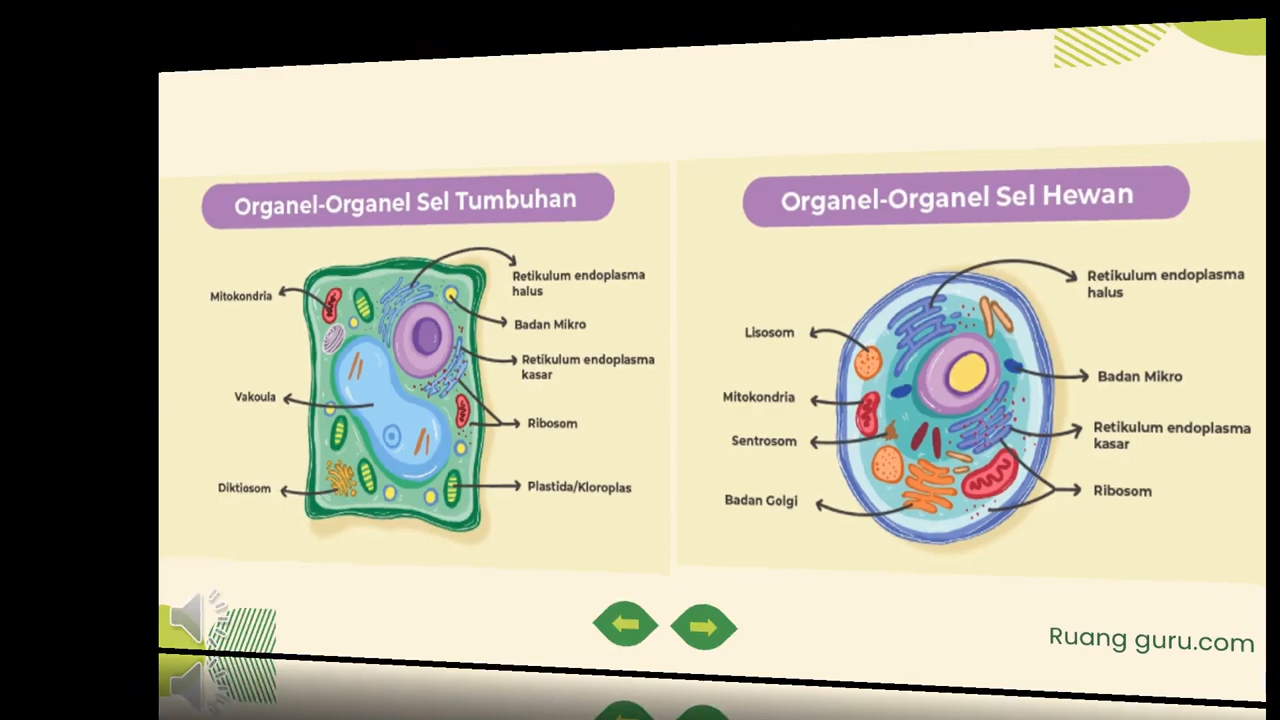 Organel-Organel Sel Tumbuhan
Mitokondria
Vakoula
Diktiosom
Retikulum endoplasma
halus
Badan Mikro
Retikulum endoplasma
kasar
Ribosom
Plastida/Kloroplas
Organel-Organel Sel Hewan
Lisosom
Mitokondria
Sentrosom
Badan Golgi
Retikulum endoplasma
halus
Badan Mikro
Retikulum endoplasma
kasar
Ribosom
Ruang guru.com